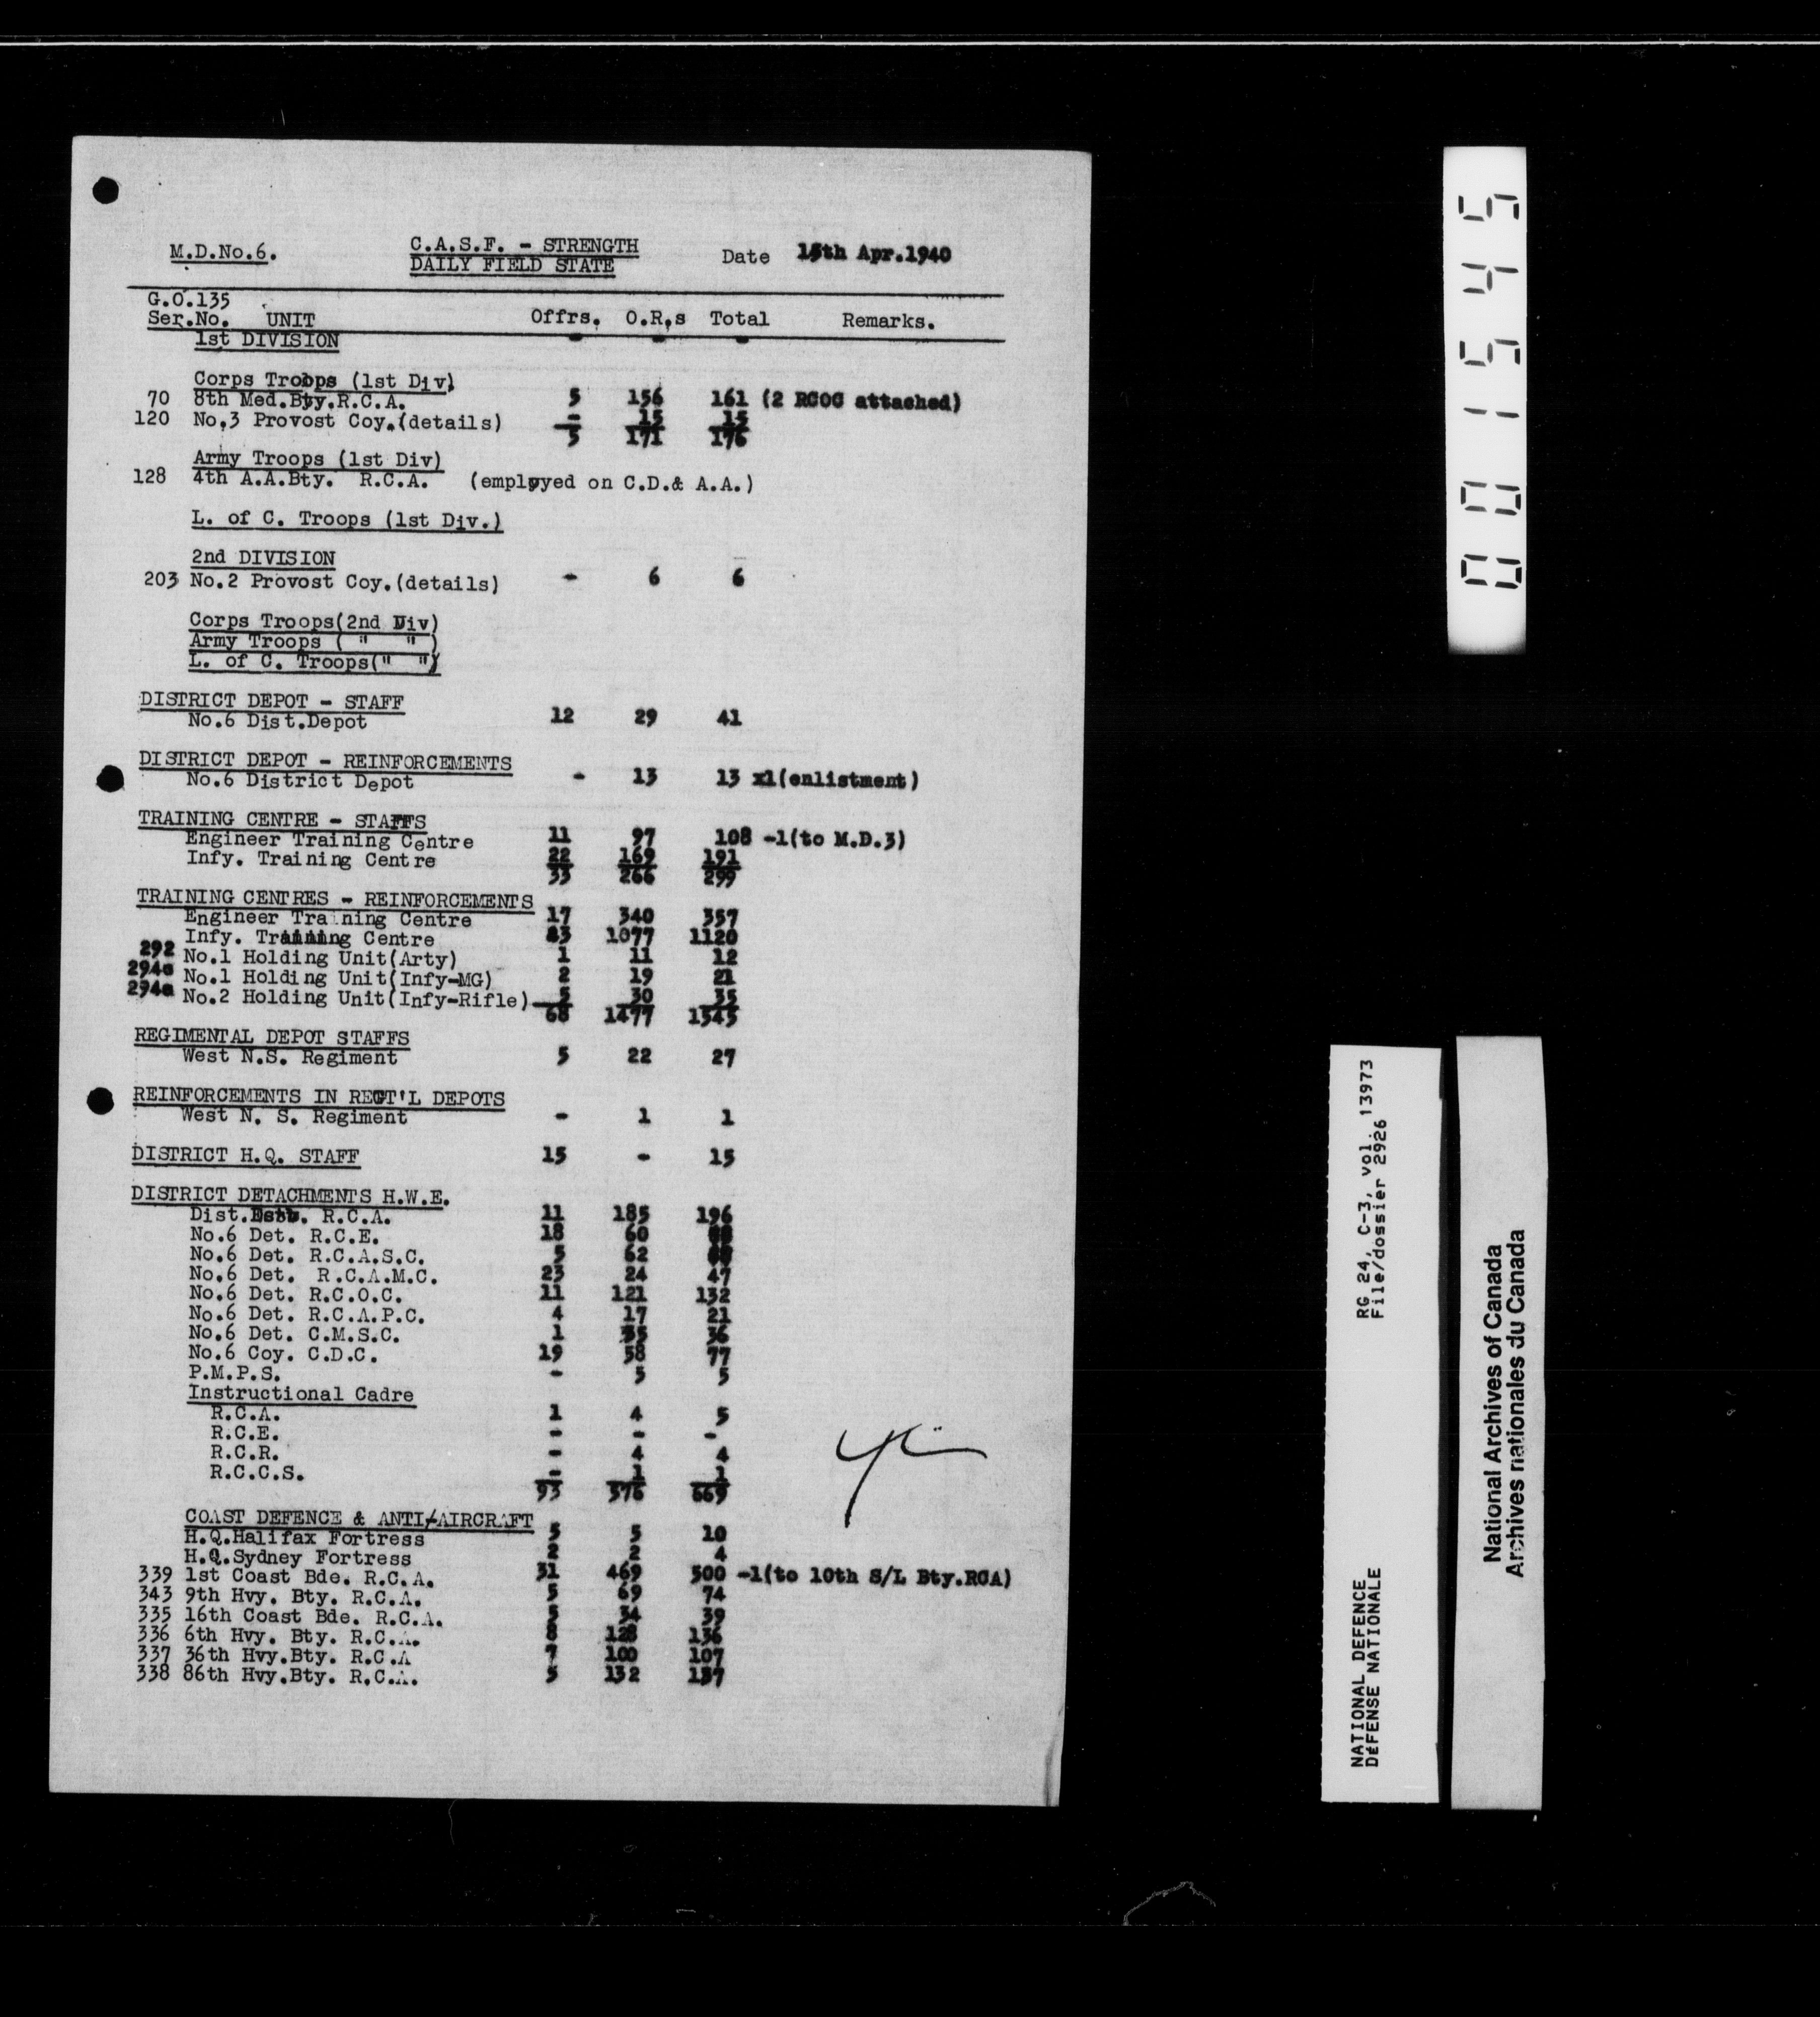 M.D.No.6. C.A.S.F. - STRENGTH Date 15th Apr.1940
DAILY FIELD STATE
G.O.135
Ser.No. UNIT Offrs. O.R,s Total Remarks.
1st DIVISION - - -
Corps Troops (1st Div)
70 8th Med.Bty.R.C.A. 5 156 161 (2 RCOC attached)
120 No.3 Provost Coy.(details) - 15 15
5 171 176
Army Troops (1st Div)
128 4th A.A.Bty. R.C.A. (employed on C.D.& A.A.)
L. of C. Troops (1st Div.)
2nd DIVISION
203 No.2 Provost Coy.(details) - 6 6
Corps Troops(2nd Div)
Army Troops ( " " )
L. of C. Troops(" ")
DISTRICT DEPOT - STAFF
No.6 Dist.Depot 12 29 41
DISTRICT DEPOT - REINFORCEMENTS
No.6 District Depot - 13 13 x1(enlistment)
TRAINING CENTRE - STAFFS
Engineer Training Centre 11 97 108 -1(to M.D.3)
Infy. Training Centre 22 169 191
33 266 299
TRAINING CENTRES - REINFORCEMENTS
Engineer Training Centre 17 340 357
Infy. Training Centre 43 1077 1120
292 No.1 Holding Unit(Arty) 1 11 12
294c No.1 Holding Unit(Infy-MG) 2 19 21
294a No.2 Holding Unit(Infy-Rifle) 5 30 35
68 1477 1545
REGIMENTAL DEPOT STAFFS
West N.S. Regiment 5 22 27
REINFORCEMENTS IN REGT'L DEPOTS
West N. S. Regiment - 1 1
DISTRICT H.Q. STAFF 15 - 15
DISTRICT DETACHMENTS H.W.E.
Dist.Estb. R.C.A. 11 185 196
No.6 Det. R.C.E. 18 60
No.6 Det. R.C.A.S.C. 5 62
No.6 Det. R.C.A.M.C. 23 24 47
No.6 Det. R.C.O.C. 11 121 132
No.6 Det. R.C.A.P.C. 4 17 21
No.6 Det. C.M.S.C. 1 35 36
No.6 Coy. C.D.C. 19 58 77
P.M.P.S. - 5 5
Instructional Cadre
R.C.A. 1 4 5
R.C.E. - - -
R.C.R. - 4 4
R.C.C.S. - 1 1
93 576 669
COAST DEFENCE & ANTI-AIRCRAFT
H.Q.Halifax Fortress 5 5 10
H.Q.Sydney Fortress 2 2 4
339 1st Coast Bde. R.C.A. 31 469 500 -1(to 10th S/L Bty.RCA)
343 9th Hvy. Bty. R.C.A. 5 69 74
335 16th Coast Bde. R.C.A. 5 34 39
336 6th Hvy. Bty. R.C.A. 8 128 136
337 36th Hvy.Bty. R.C.A 7 100 107
338 86th Hvy.Bty. R.C.A. 5 132 137
001545
RG 24, C-3, vol. 13973
File/dossier 2926
NATIONAL DEFENCE
DÉFENSE NATIONALE
National Archives of Canada
Archives nationales du Canada